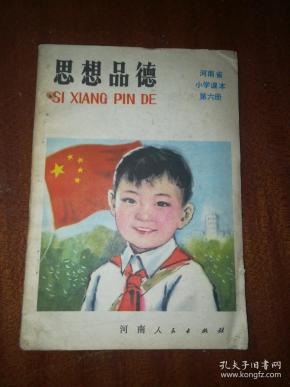 思想品德
SI XIANG PIN DE
河南省
小学课本
第六册
河南人民出版社
孔夫子旧书网
www.kongfz.com